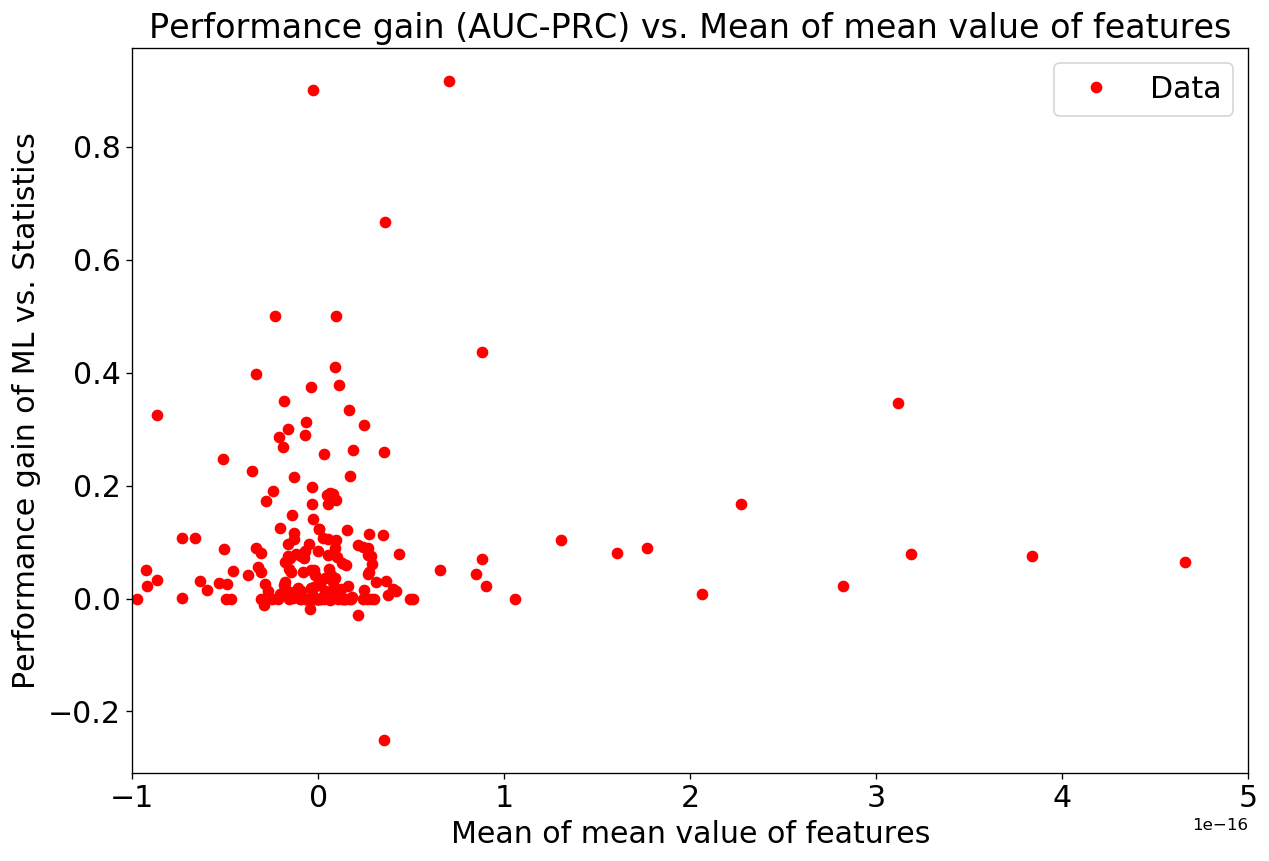 Performance gain (AUC-PRC) vs. Mean of mean value of features
Data
Performance gain of ML vs. Statistics
0.8
0.6
0.4
0.2
0.0
−0.2
−1 0 1 2 3 4 5
1e−16
Mean of mean value of features